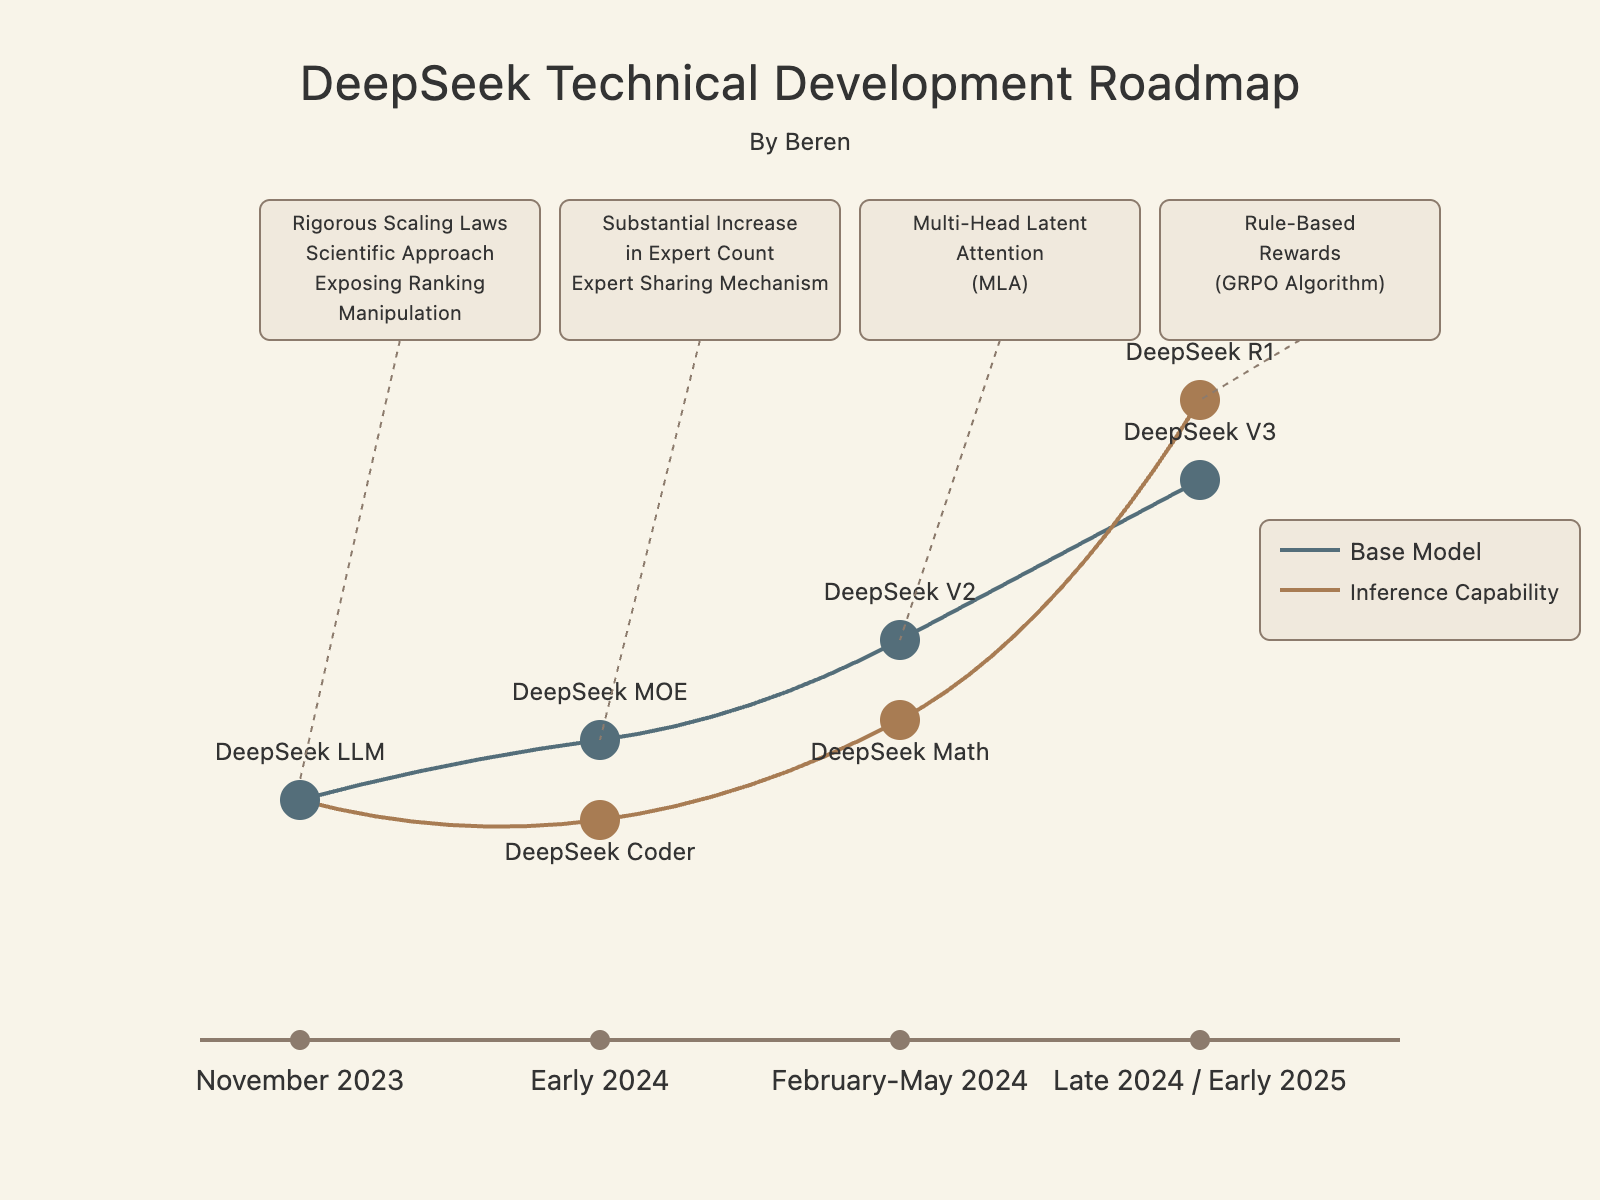 DeepSeek Technical Development Roadmap
By Beren
Rigorous Scaling Laws
Scientific Approach
Exposing Ranking
Manipulation
Substantial Increase
in Expert Count
Expert Sharing Mechanism
Multi-Head Latent
Attention
(MLA)
Rule-Based
Rewards
(GRPO Algorithm)
DeepSeek R1
DeepSeek V3
Base Model
Inference Capability
DeepSeek V2
DeepSeek MOE
DeepSeek LLM
DeepSeek Math
DeepSeek Coder
November 2023
Early 2024
February-May 2024
Late 2024 / Early 2025